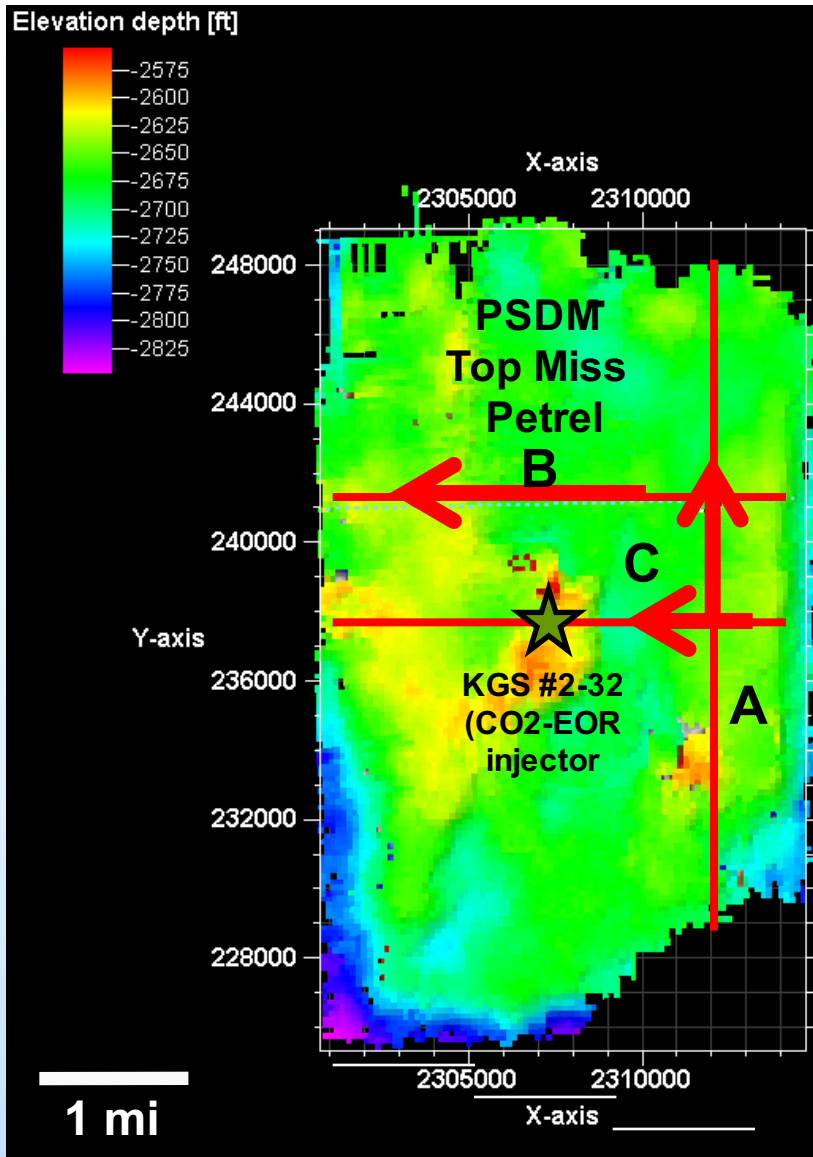 Elevation depth [ft]
-2575
-2600
-2625
-2650
-2675
-2700
-2725
-2750
-2775
-2800
-2825
X-axis
2305000 2310000
248000
244000
240000
Y-axis
236000
232000
228000
PSDM
Top Miss
Petrel
B
C
KGS #2-32
(CO2-EOR
injector
A
2305000 2310000
X-axis
1 mi